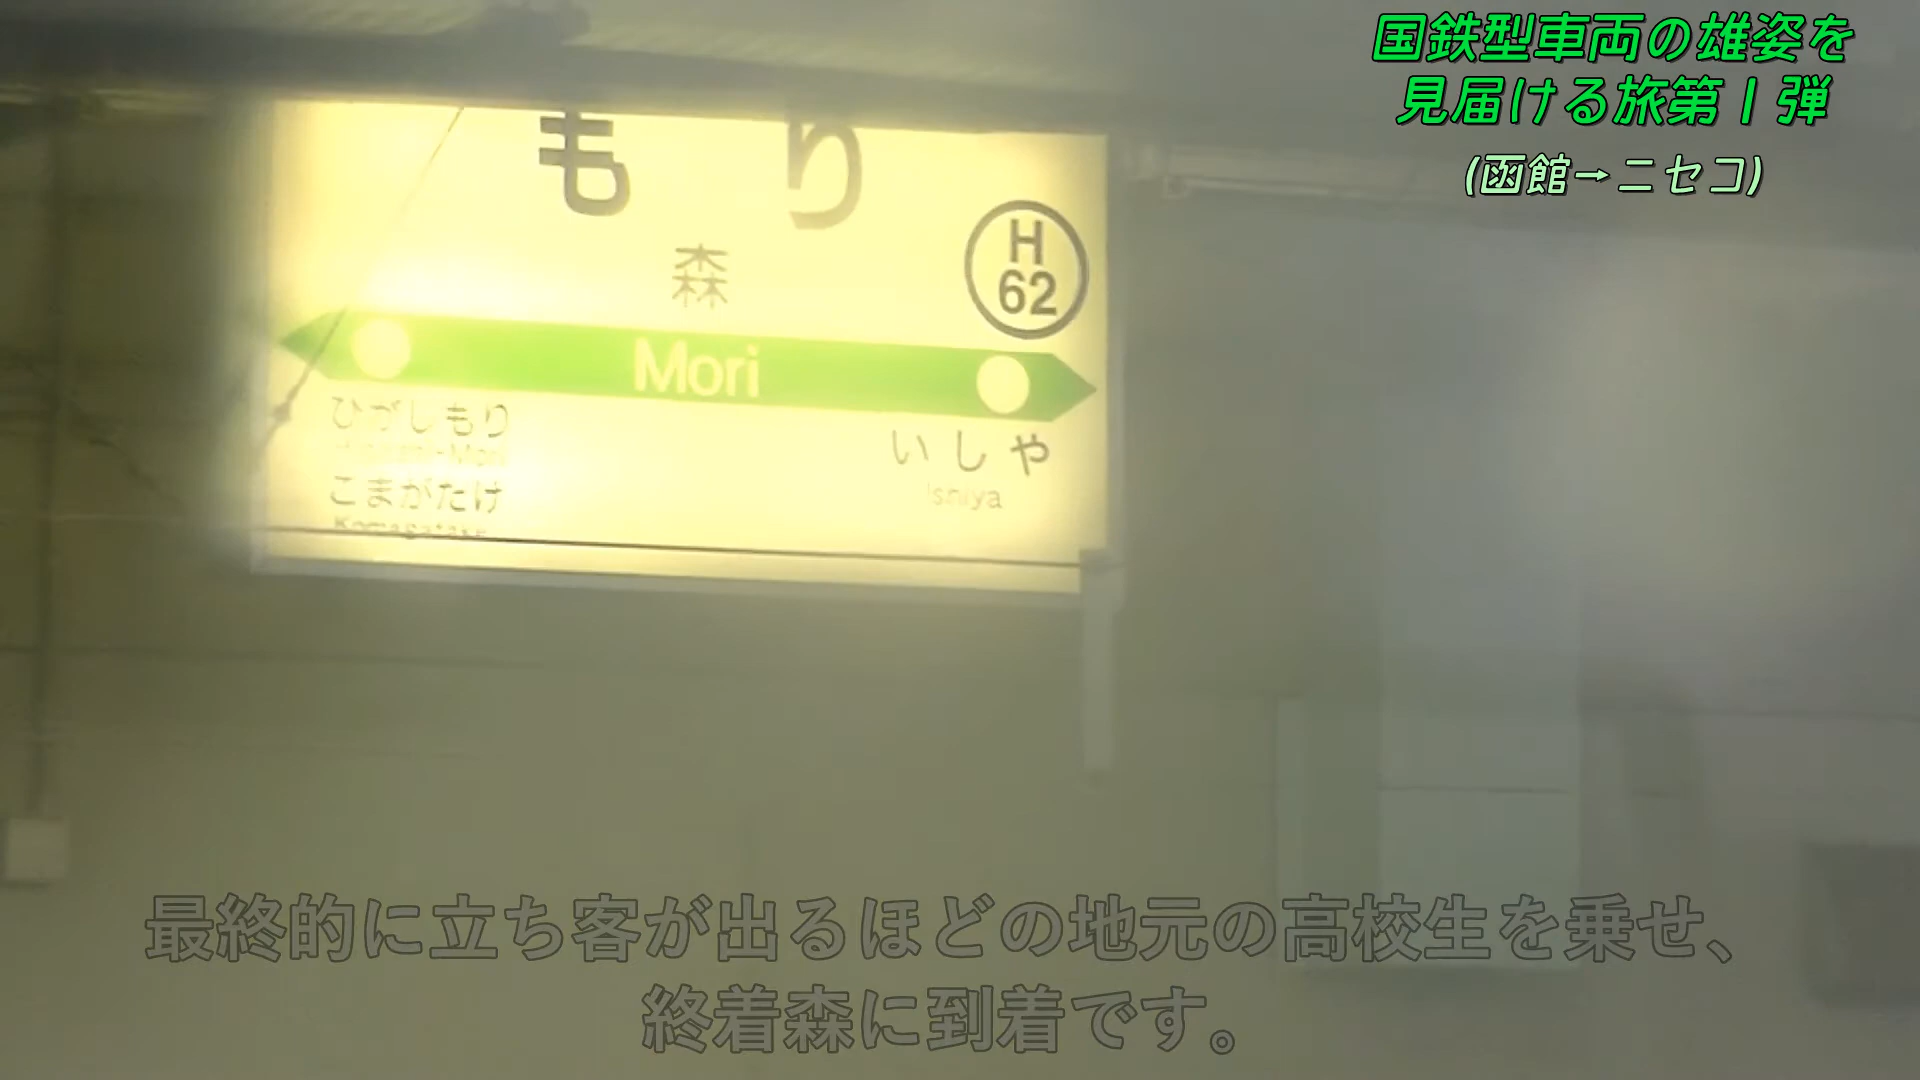 国鉄型車両の雄姿を
見届ける旅第1弾
(函館→ニセコ)
もり
森
H
62
Mori
ひがしもり
いしや
Ishiya
こまがたけ
Komagatake
最終的に立ち客が出るほどの地元の高校生を乗せ、
終着森に到着です。